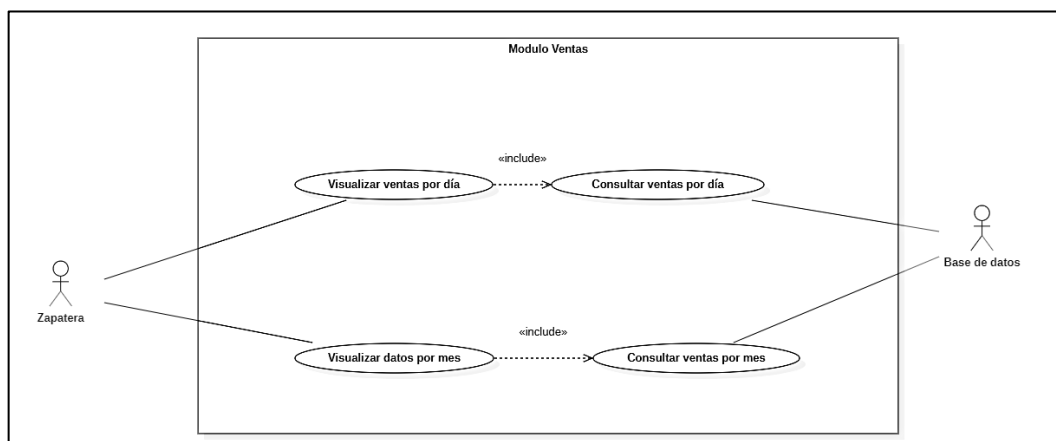 Modulo Ventas
«include»
Visualizar ventas por día
Consultar ventas por día
Base de datos
Zapatera
«include»
Visualizar datos por mes
Consultar ventas por mes